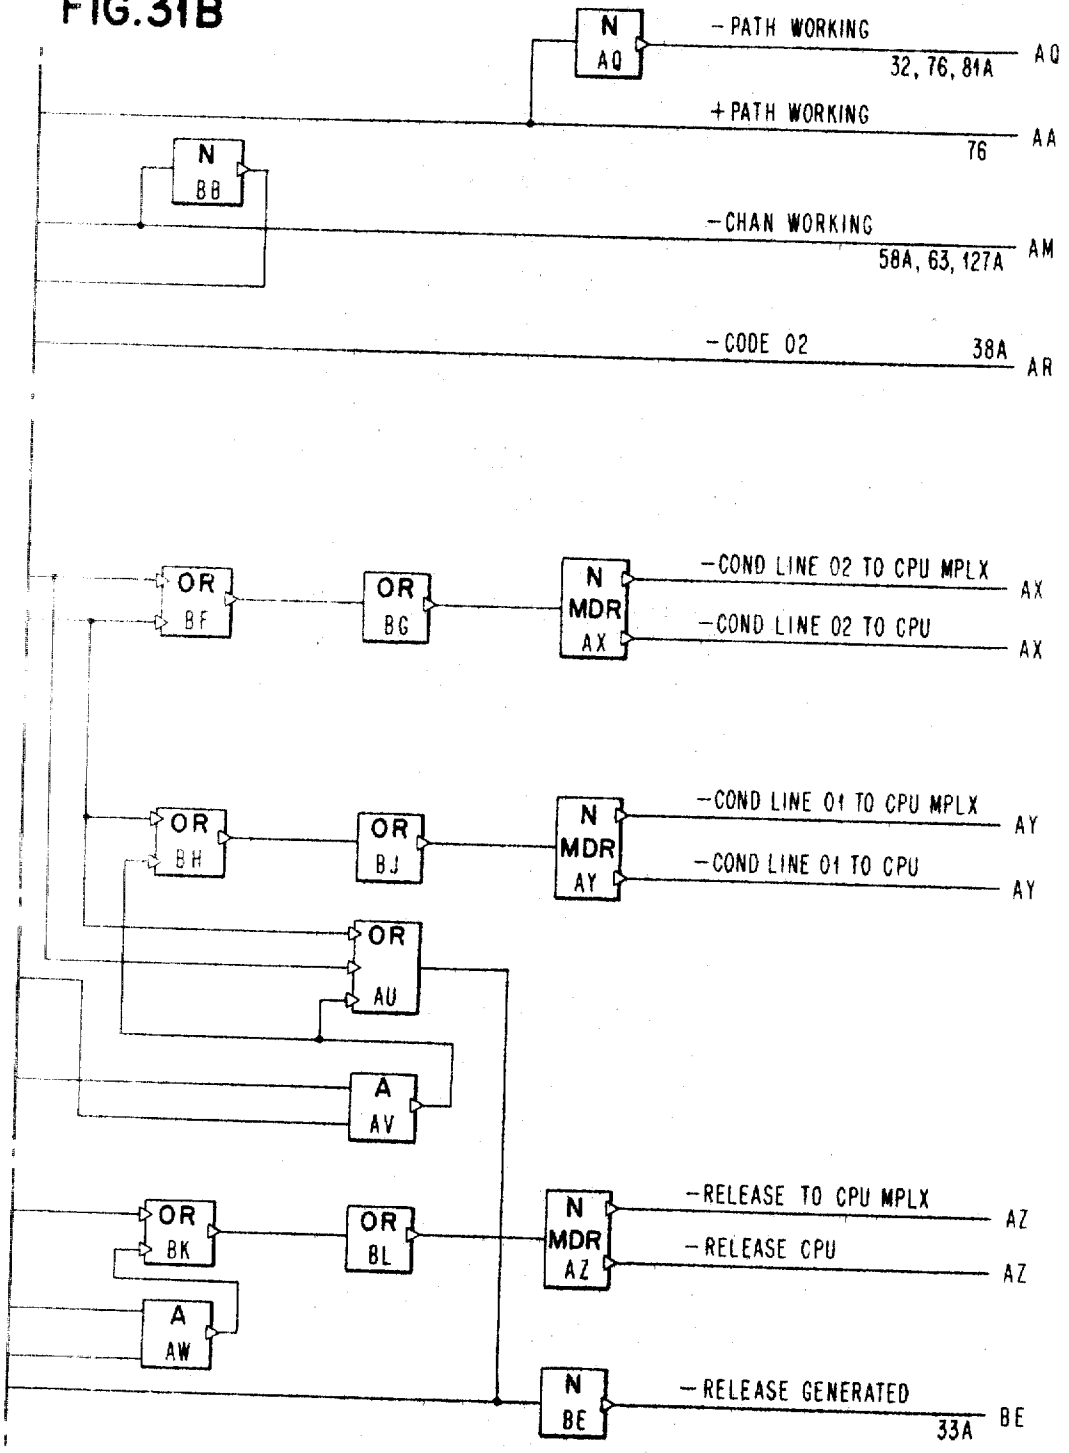 FIG.31B
N
AQ
-PATH WORKING
32, 76, 81A
AQ
+PATH WORKING
76
AA
N
BB
-CHAN WORKING
58A, 63, 127A
AM
-CODE 02
38A
AR
OR
BF
OR
BG
N
MDR
AX
-COND LINE 02 TO CPU MPLX
AX
-COND LINE 02 TO CPU
AX
OR
BH
OR
BJ
N
MDR
AY
-COND LINE 01 TO CPU MPLX
AY
-COND LINE 01 TO CPU
AY
OR
AU
A
AV
OR
BK
OR
BL
N
MDR
AZ
-RELEASE TO CPU MPLX
AZ
-RELEASE CPU
AZ
A
AW
N
BE
-RELEASE GENERATED
33A
BE